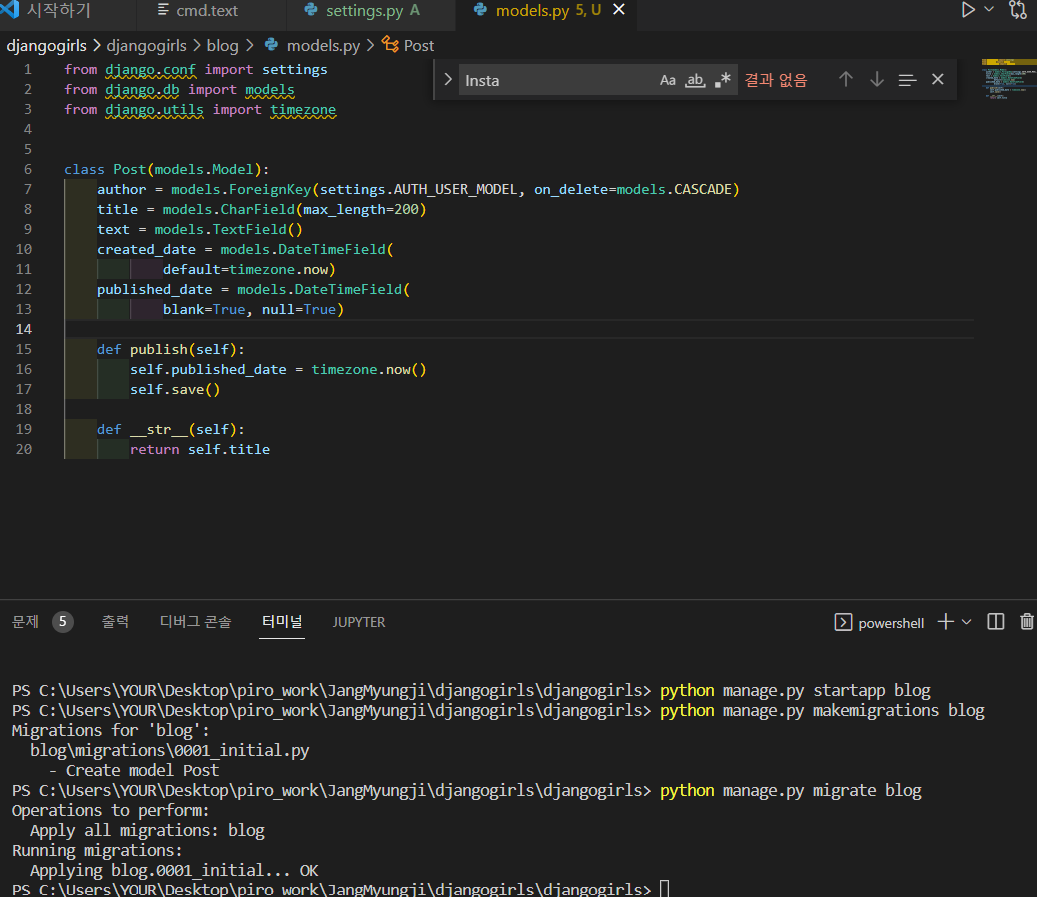 시작하기 cmd.text settings.py A models.py 5, U
djangogirls > djangogirls > blog > models.py > Post
Insta Aa ab .* 결과 없음
1 from django.conf import settings
2 from django.db import models
3 from django.utils import timezone
4
5
6 class Post(models.Model):
7 author = models.ForeignKey(settings.AUTH_USER_MODEL, on_delete=models.CASCADE)
8 title = models.CharField(max_length=200)
9 text = models.TextField()
10 created_date = models.DateTimeField(
11 default=timezone.now)
12 published_date = models.DateTimeField(
13 blank=True, null=True)
14
15 def publish(self):
16 self.published_date = timezone.now()
17 self.save()
18
19 def __str__(self):
20 return self.title
문제 5 출력 디버그 콘솔 터미널 JUPYTER powershell
PS C:\Users\YOUR\Desktop\piro_work\JangMyungji\djangogirls\djangogirls> python manage.py startapp blog
PS C:\Users\YOUR\Desktop\piro_work\JangMyungji\djangogirls\djangogirls> python manage.py makemigrations blog
Migrations for 'blog':
blog\migrations\0001_initial.py
- Create model Post
PS C:\Users\YOUR\Desktop\piro_work\JangMyungji\djangogirls\djangogirls> python manage.py migrate blog
Operations to perform:
Apply all migrations: blog
Running migrations:
Applying blog.0001_initial... OK
PS C:\Users\YOUR\Desktop\piro_work\JangMyungji\djangogirls\djangogirls>